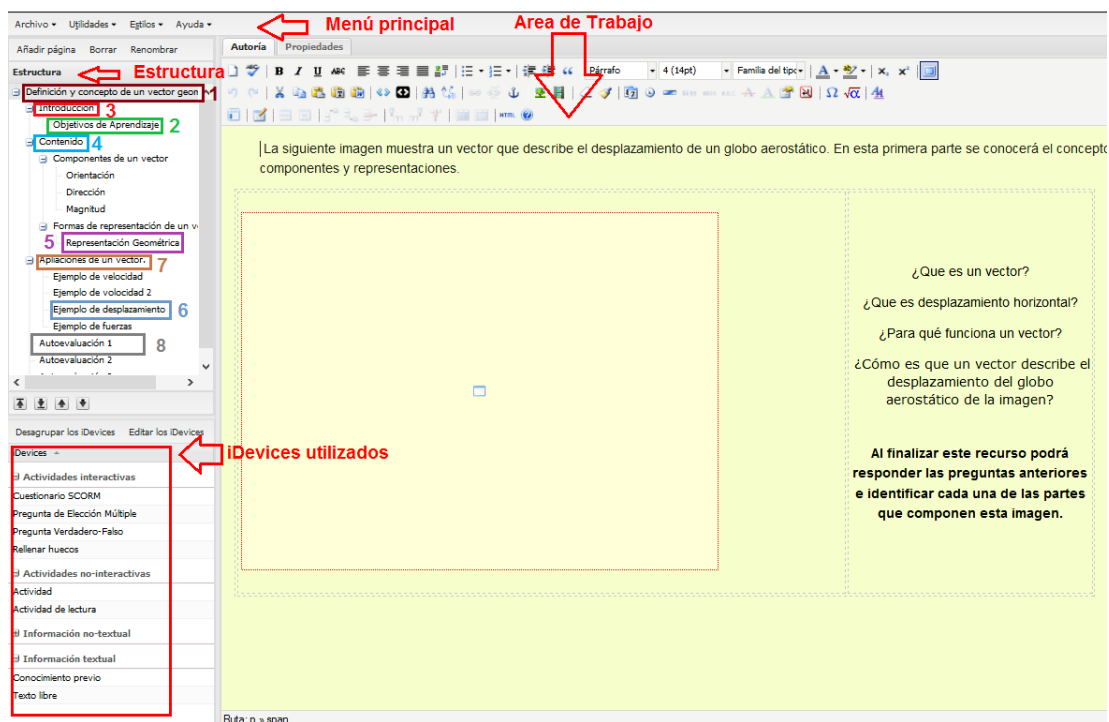 Archivo Utilidades Estilos Ayuda
Menú principal
Area de Trabajo
Añadir página Borrar Renombrar
Autoría Propiedades
Estructura
Estructura
Párrafo 4 (14pt) Familia del tipo
HTML
Definición y concepto de un vector geon 1
Introducción 3
Objetivos de Aprendizaje 2
Contenido 4
Componentes de un vector
Orientación
Dirección
Magnitud
Formas de representación de un v
5 Representación Geométrica
Apliaciones de un vector. 7
Ejemplo de velocidad
Ejemplo de volocidad 2
Ejemplo de desplazamiento 6
Ejemplo de fuerzas
Autoevaluación 1 8
Autoevaluación 2
Desagrupar los iDevices Editar los iDevices
iDevices
iDevices utilizados
Actividades interactivas
Cuestionario SCORM
Pregunta de Elección Múltiple
Pregunta Verdadero-Falso
Rellenar huecos
Actividades no-interactivas
Actividad
Actividad de lectura
Información no-textual
Información textual
Conocimiento previo
Texto libre
La siguiente imagen muestra un vector que describe el desplazamiento de un globo aerostático. En esta primera parte se conocerá el concepto
componentes y representaciones.
¿Que es un vector?
¿Que es desplazamiento horizontal?
¿Para qué funciona un vector?
¿Cómo es que un vector describe el
desplazamiento del globo
aerostático de la imagen?
Al finalizar este recurso podrá
responder las preguntas anteriores
e identificar cada una de las partes
que componen esta imagen.
Ruta: p » span